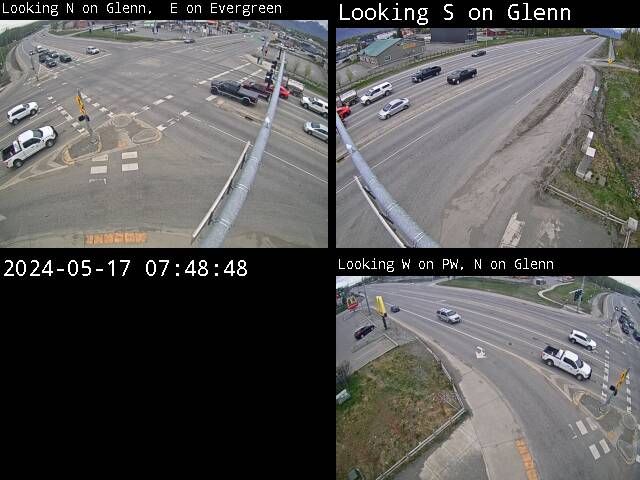 Looking N on Glenn,  E on Evergreen
Looking S on Glenn
2024-05-17 07:48:48
Looking W on PW, N on Glenn